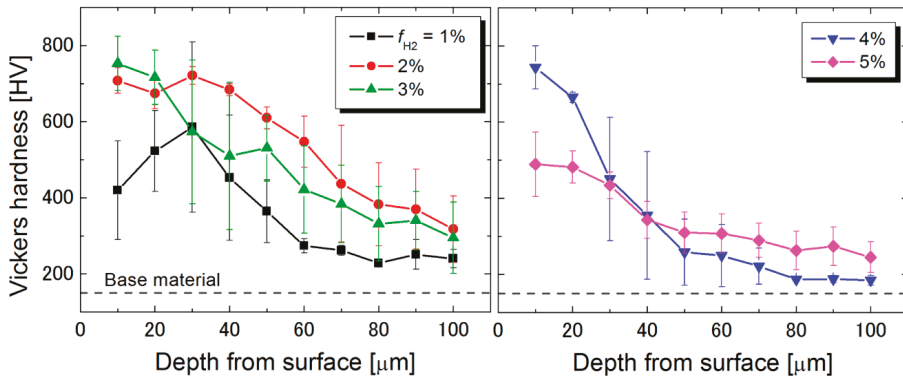 Vickers hardness [HV]
800
600
400
200
f_H2 = 1%
2%
3%
Base material
0 20 40 60 80 100
Depth from surface [μm]
4%
5%
0 20 40 60 80 100
Depth from surface [μm]